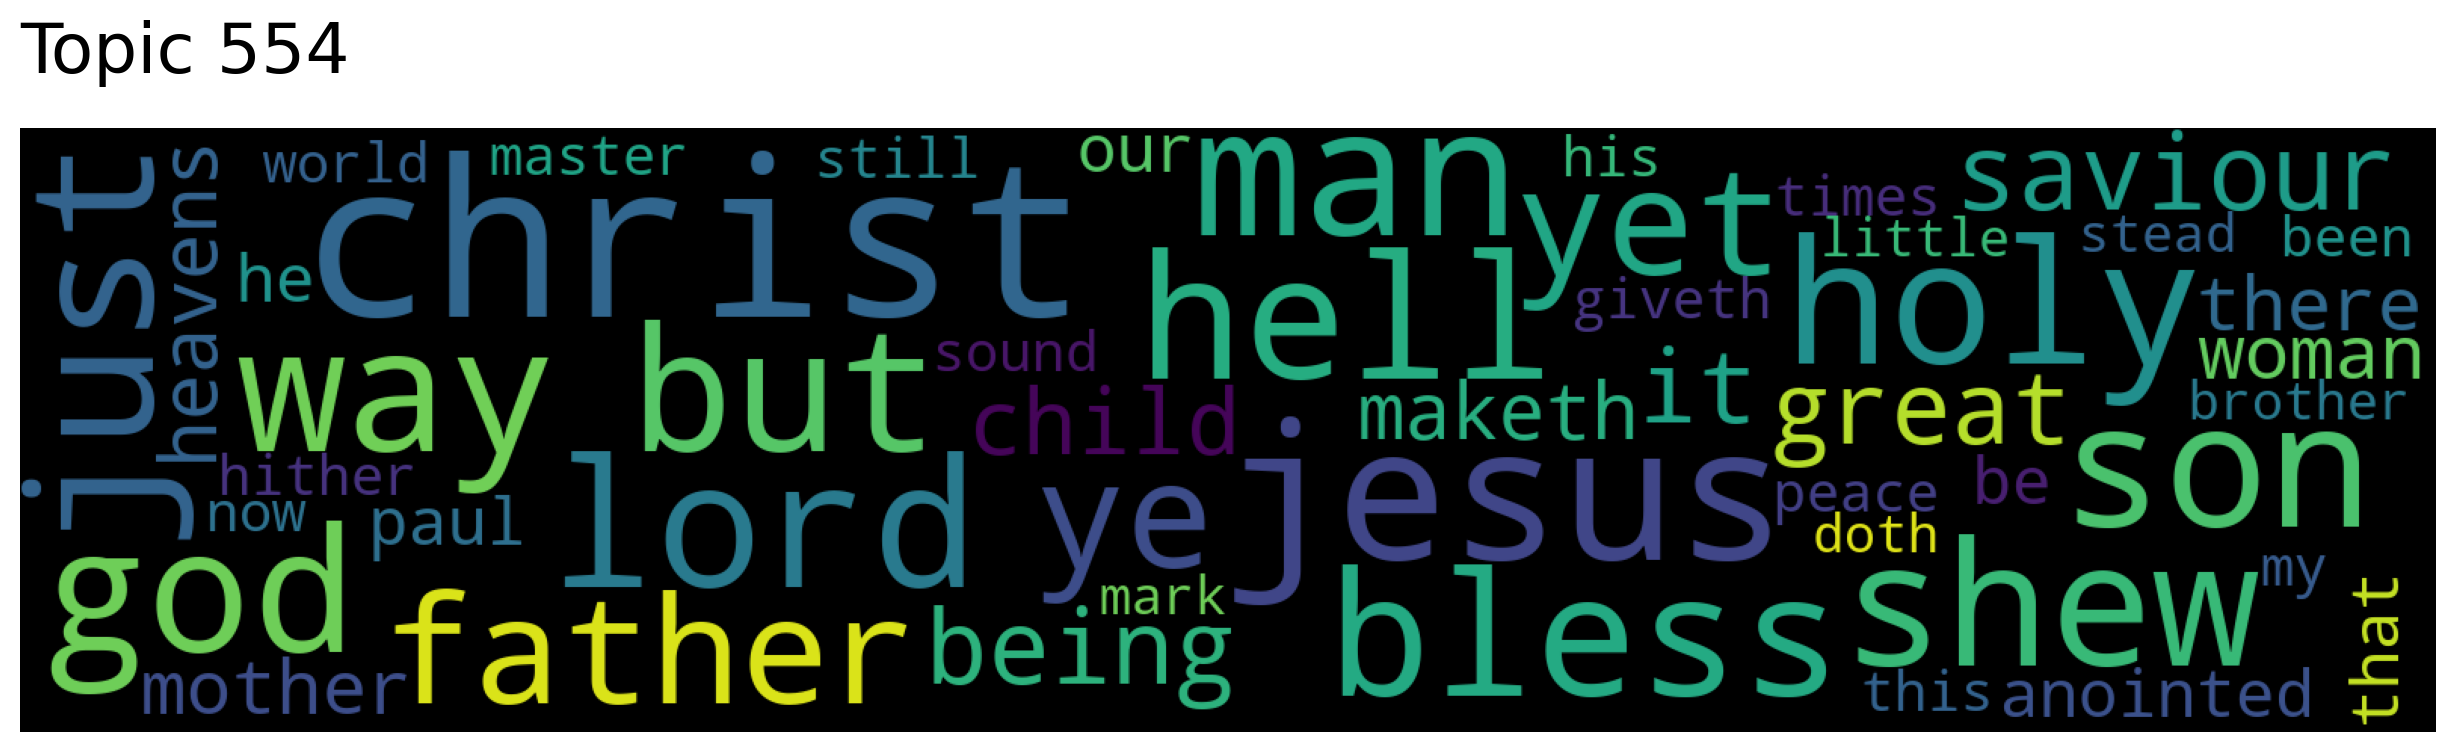 Topic 554
just
heavens
world
master
still
our
man
his
yet
times
saviour
christ
he
hell
little
stead
been
holy
giveth
there
woman
way
but
sound
child
maketh
it
great
brother
son
hither
now
paul
lord
ye
jesus
peace
be
doth
god
father
mark
being
bless
shew
my
that
mother
this
anointed